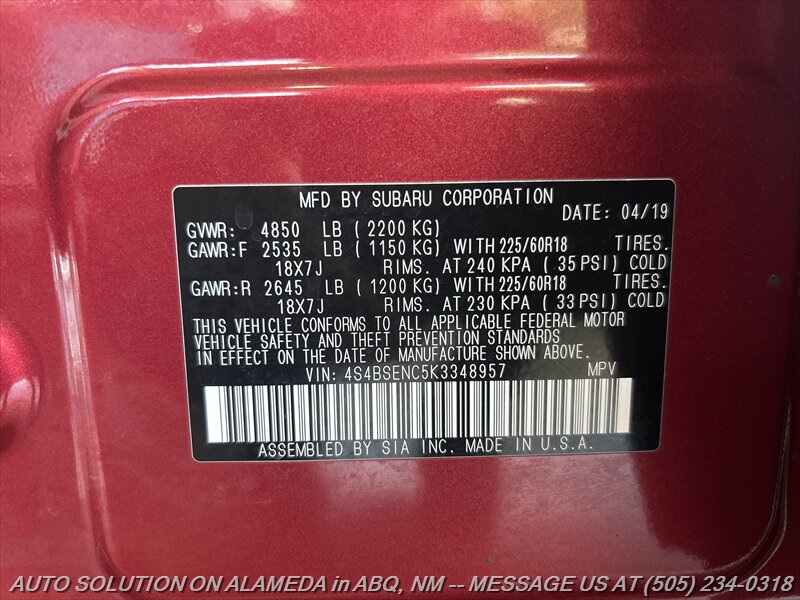 MFD BY SUBARU CORPORATION
DATE: 04/19
GVWR: 4850 LB ( 2200 KG)
GAWR:F 2535 LB ( 1150 KG) WITH 225/60R18 TIRES.
18X7J RIMS. AT 240 KPA ( 35 PSI) COLD
GAWR:R 2645 LB ( 1200 KG) WITH 225/60R18 TIRES.
18X7J RIMS. AT 230 KPA ( 33 PSI) COLD
THIS VEHICLE CONFORMS TO ALL APPLICABLE FEDERAL MOTOR
VEHICLE SAFETY AND THEFT PREVENTION STANDARDS
IN EFFECT ON THE DATE OF MANUFACTURE SHOWN ABOVE.
VIN: 4S4BSENC5K3348957 MPV
ASSEMBLED BY SIA INC. MADE IN U.S.A.
AUTO SOLUTION ON ALAMEDA in ABQ, NM -- MESSAGE US AT (505) 234-0318